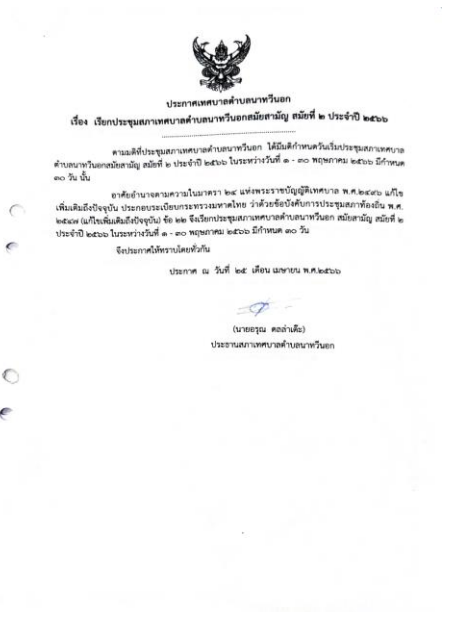 ประกาศเทศบาลตำบลนาทวีนอก
เรื่อง เรียกประชุมสภาเทศบาลตำบลนาทวีนอกสมัยสามัญ สมัยที่ ๒ ประจำปี ๒๕๖๖
ตามมติที่ประชุมสภาเทศบาลตำบลนาทวีนอก ได้มีมติกำหนดวันเริ่มประชุมสภาเทศบาล
ตำบลนาทวีนอกสมัยสามัญ สมัยที่ ๒ ประจำปี ๒๕๖๖ ในระหว่างวันที่ ๑ - ๓๐ พฤษภาคม ๒๕๖๖ มีกำหนด
๓๐ วัน นั้น
อาศัยอำนาจตามความในมาตรา ๒๔ แห่งพระราชบัญญัติเทศบาล พ.ศ.๒๔๙๖ แก้ไข
เพิ่มเติมถึงปัจจุบัน ประกอบระเบียบกระทรวงมหาดไทย ว่าด้วยข้อบังคับการประชุมสภาท้องถิ่น พ.ศ.
๒๕๔๗ (แก้ไขเพิ่มเติมถึงปัจจุบัน) ข้อ ๒๒ จึงเรียกประชุมสภาเทศบาลตำบลนาทวีนอก สมัยสามัญ สมัยที่ ๒
ประจำปี ๒๕๖๖ ในระหว่างวันที่ ๑ - ๓๐ พฤษภาคม ๒๕๖๖ มีกำหนด ๓๐ วัน
จึงประกาศให้ทราบโดยทั่วกัน
ประกาศ ณ วันที่ ๒๕ เดือน เมษายน พ.ศ.๒๕๖๖
(นายอรุณ ดลล่าเต๊ะ)
ประธานสภาเทศบาลตำบลนาทวีนอก